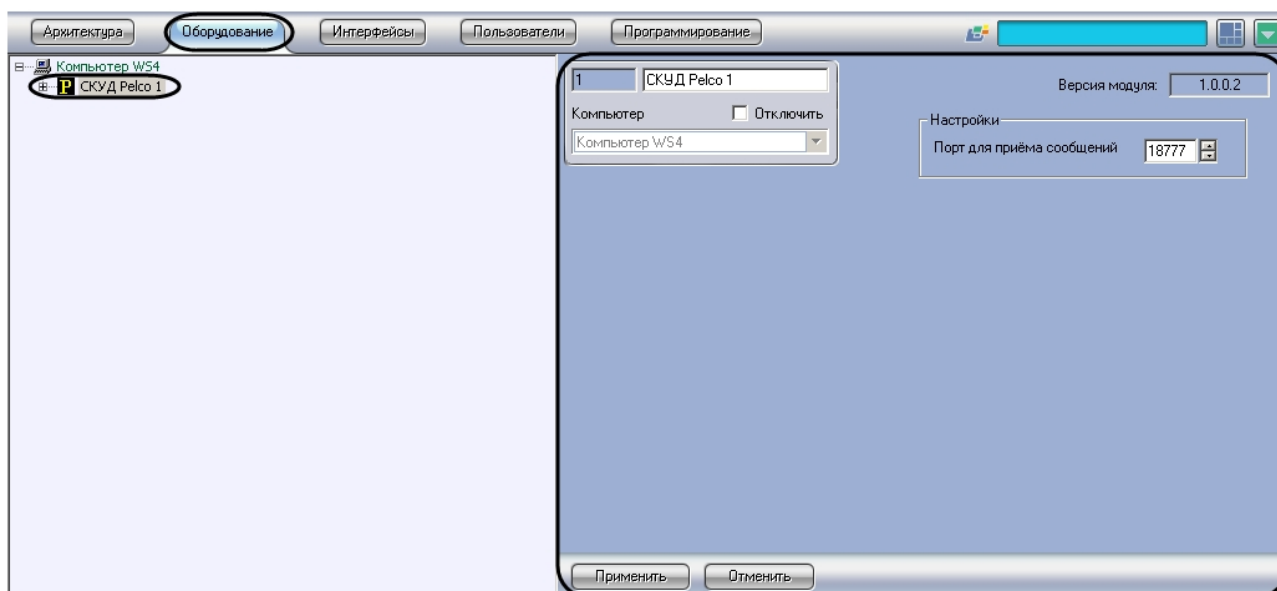 Архитектура Оборудование Интерфейсы Пользователи Программирование
Компьютер WS4
P СКУД Pelco 1
1 СКУД Pelco 1
Компьютер Отключить
Компьютер WS4
Версия модуля: 1.0.0.2
Настройки
Порт для приёма сообщений 18777
Применить Отменить